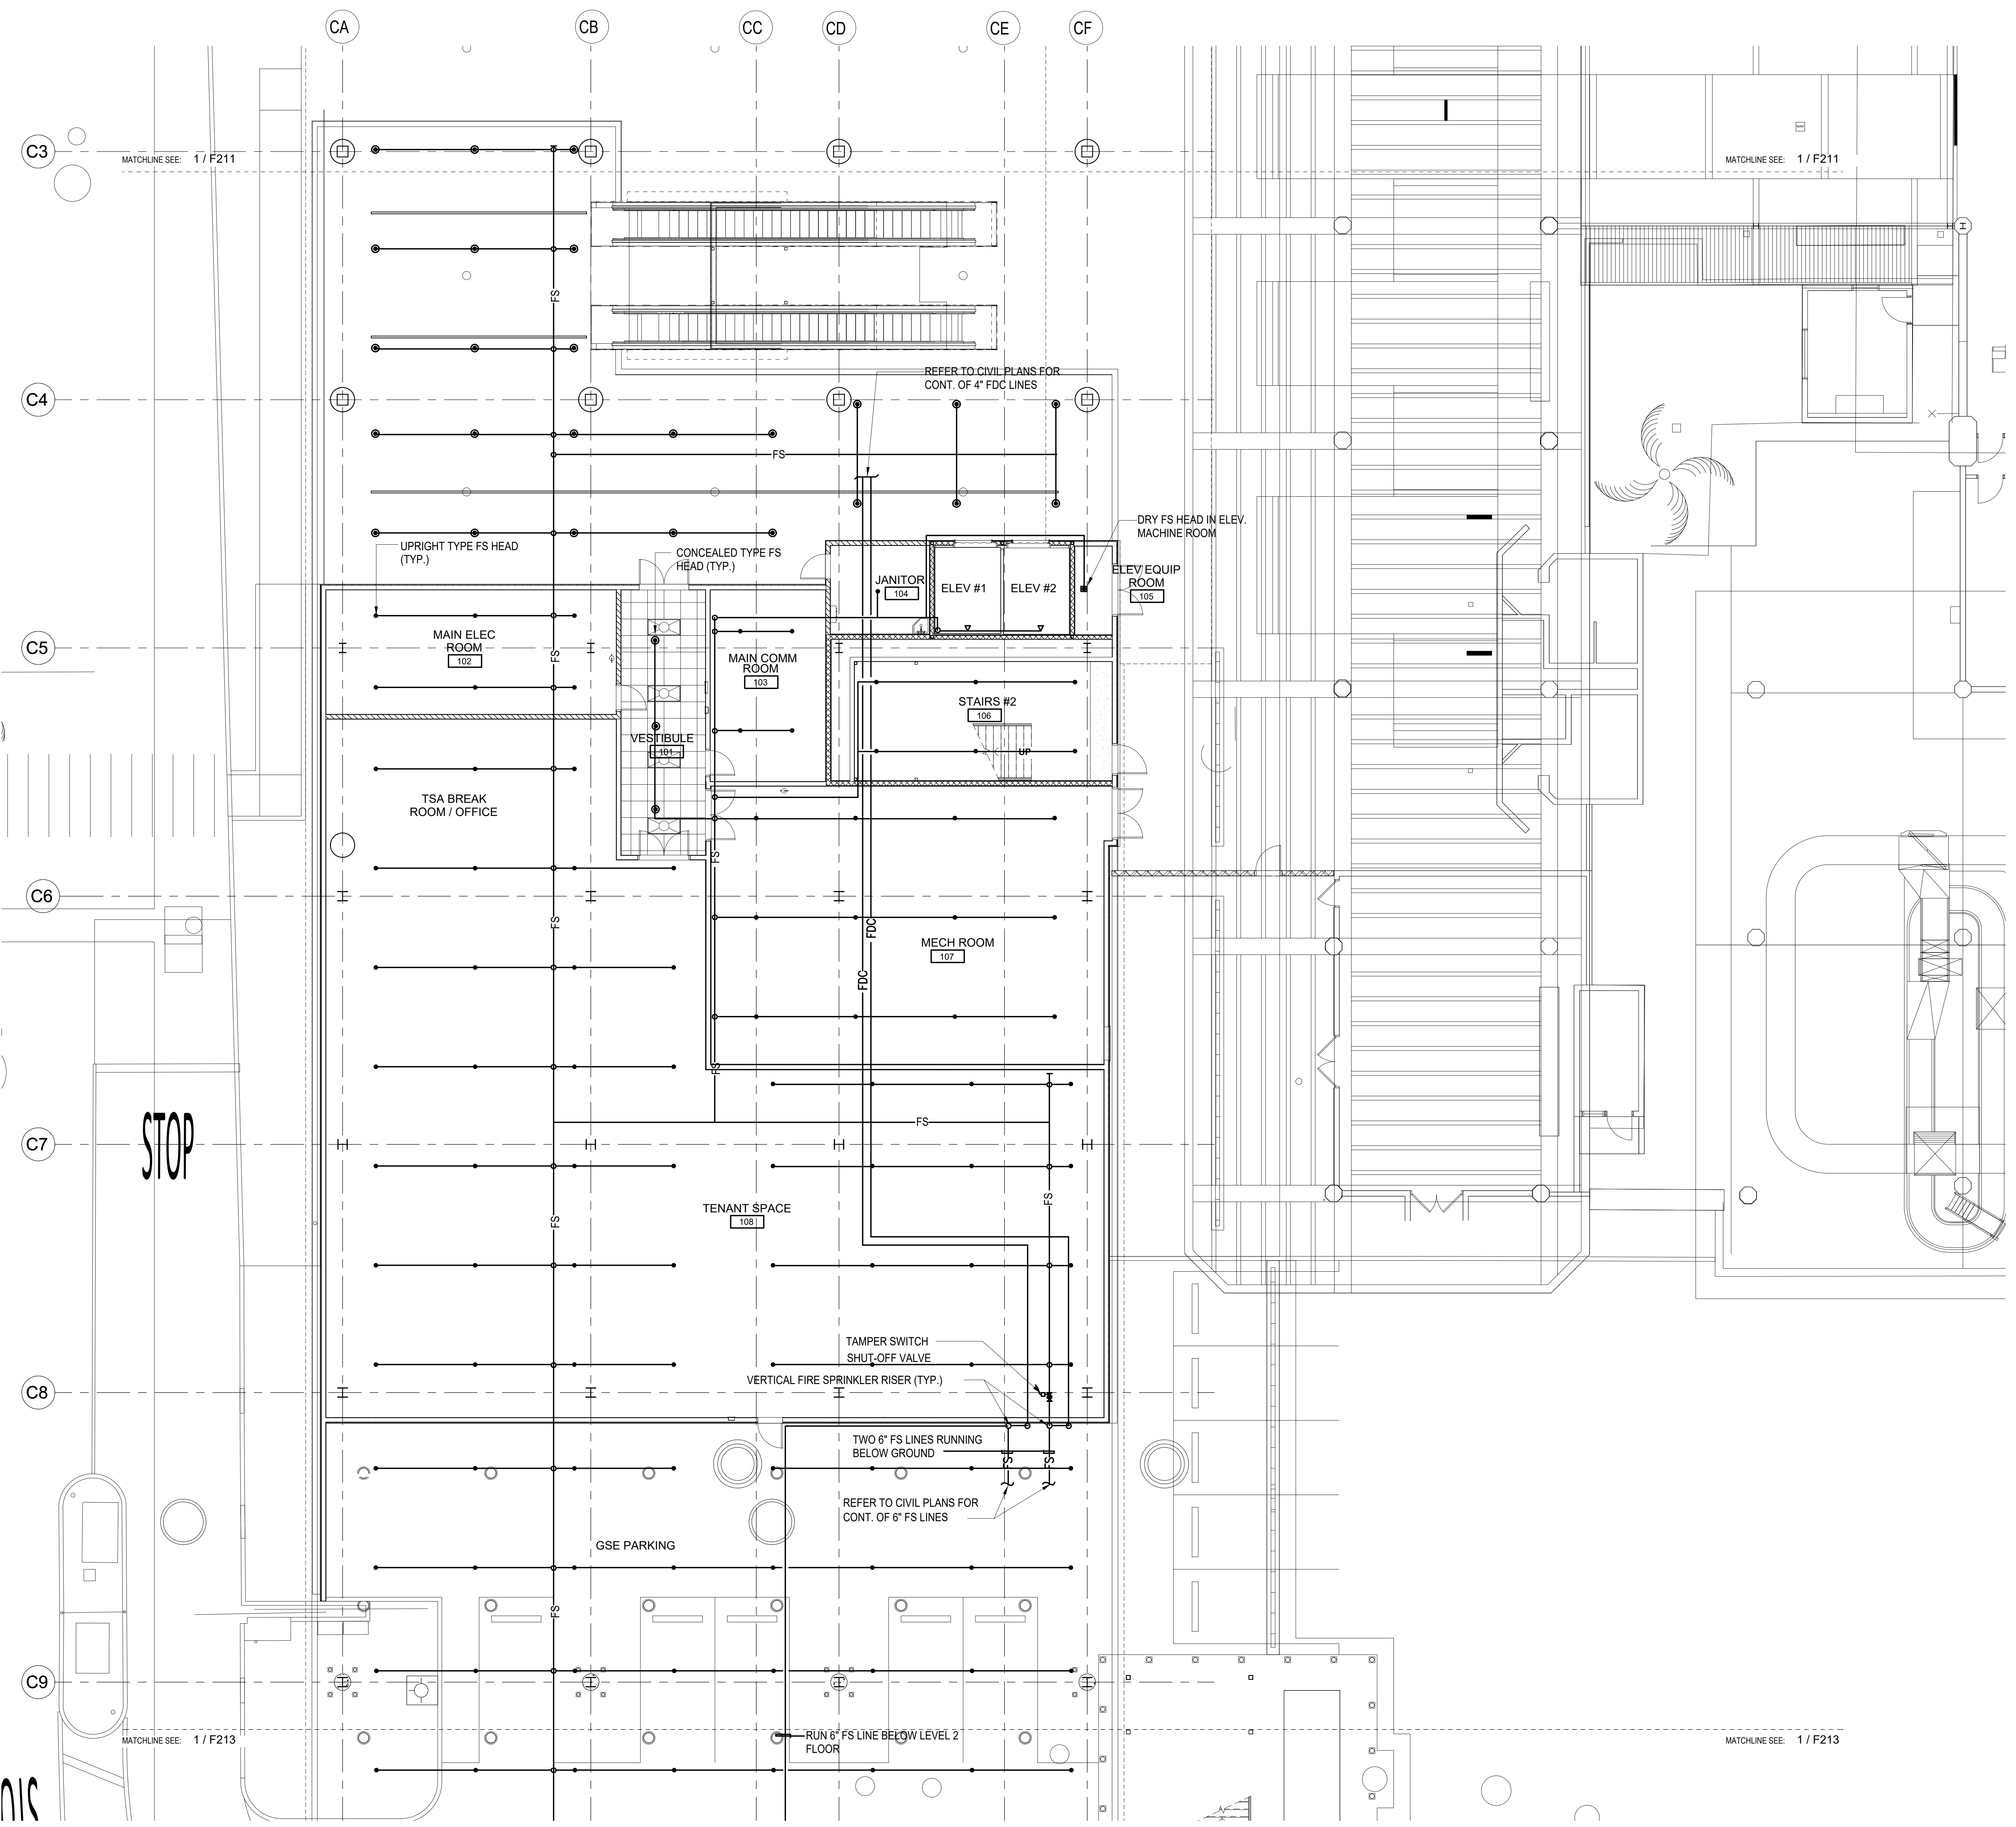 CA
CB
CC
CD
CE
CF
C3
MATCHLINE SEE: 1 / F211
MATCHLINE SEE: 1 / F211
FS
REFER TO CIVIL PLANS FOR
CONT. OF 4" FDC LINES
C4
FS
DRY FS HEAD IN ELEV.
MACHINE ROOM
UPRIGHT TYPE FS HEAD
(TYP.)
CONCEALED TYPE FS
HEAD (TYP.)
JANITOR
104
ELEV #1
ELEV #2
ELEV EQUIP
ROOM
105
C5
MAIN ELEC
ROOM
102
FS
MAIN COMM
ROOM
103
STAIRS #2
106
UP
VESTIBULE
101
TSA BREAK
ROOM / OFFICE
FS
C6
FS
FDC
FDC
MECH ROOM
107
FS
STOP
C7
FS
FS
FS
TENANT SPACE
108
TAMPER SWITCH
SHUT-OFF VALVE
VERTICAL FIRE SPRINKLER RISER (TYP.)
C8
TWO 6" FS LINES RUNNING
BELOW GROUND
FS
FS
REFER TO CIVIL PLANS FOR
CONT. OF 6" FS LINES
GSE PARKING
FS
C9
MATCHLINE SEE: 1 / F213
RUN 6" FS LINE BELOW LEVEL 2
FLOOR
MATCHLINE SEE: 1 / F213